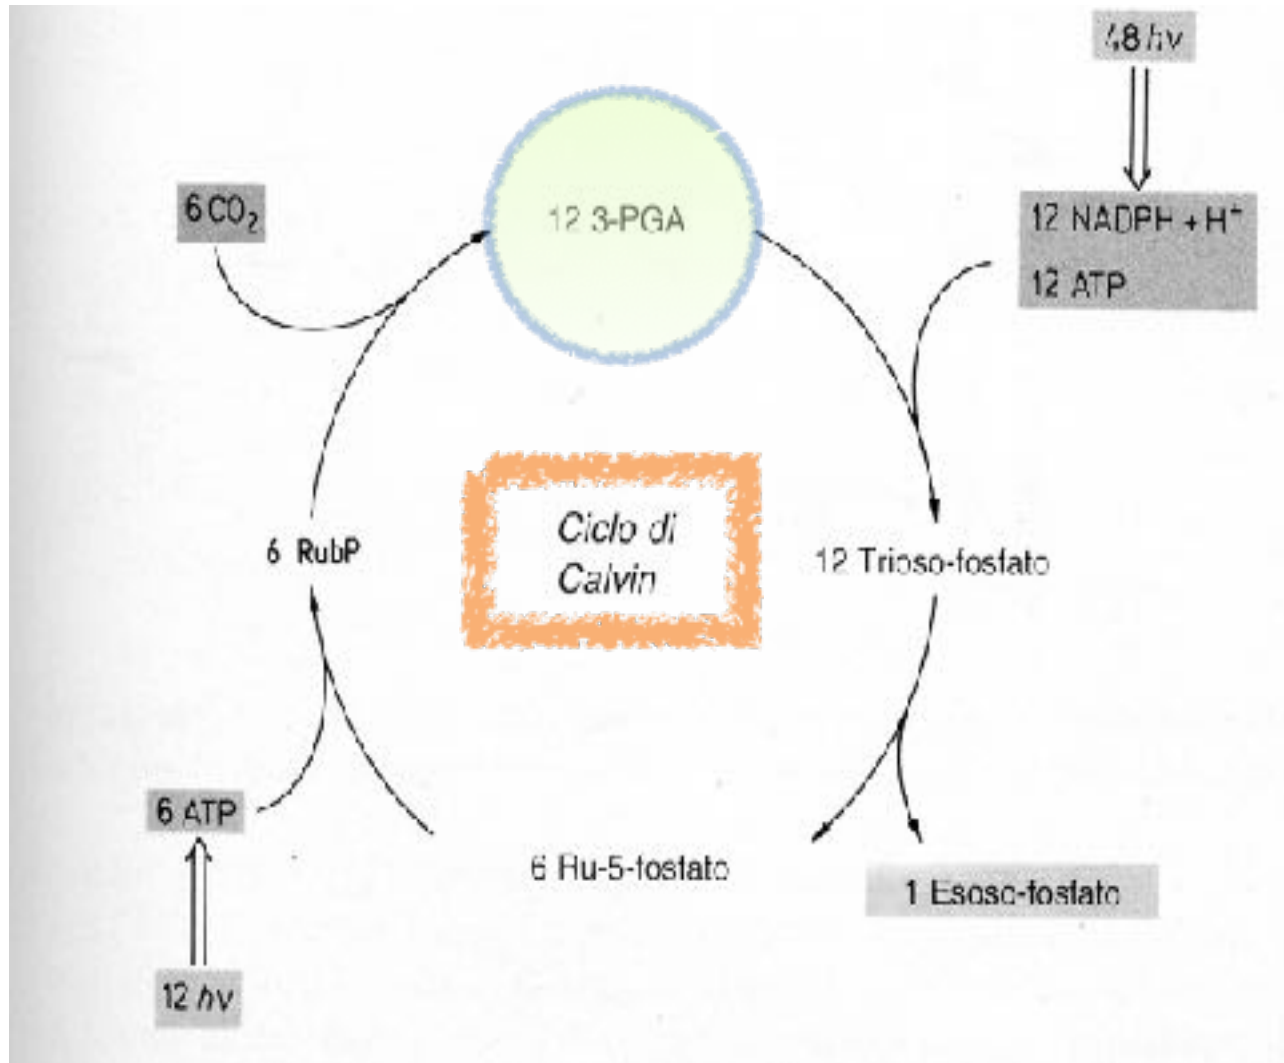 48 hν
6 CO₂
12 3-PGA
12 NADPH + H⁺
12 ATP
Ciclo di
Calvin
6 RubP
12 Trioso-fosfato
6 ATP
6 Ru-5-fosfato
1 Esoso-fosfato
12 hν